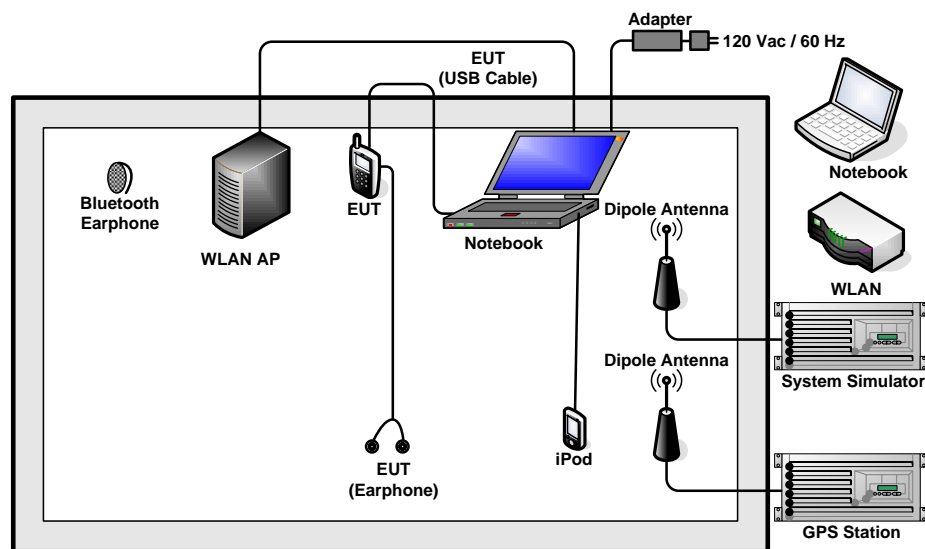 Adapter
120 Vac / 60 Hz
EUT
(USB Cable)
Notebook
Bluetooth
Earphone
WLAN AP
EUT
Notebook
Dipole Antenna
WLAN
System Simulator
Dipole Antenna
EUT
(Earphone)
iPod
GPS Station